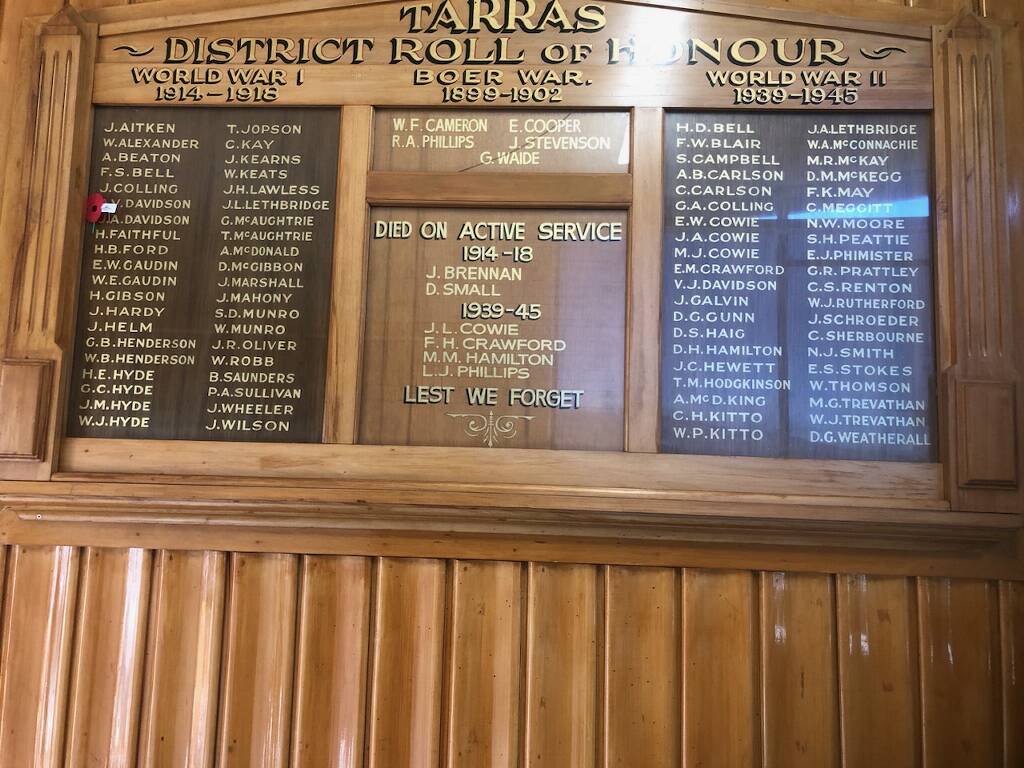 TARRAS
DISTRICT ROLL OF HONOUR
WORLD WAR I
1914-1918
J. AITKEN
W. ALEXANDER
A. BEATON
F. S. BELL
J. COLLING
DAVIDSON
A. DAVIDSON
H. FAITHFUL
H. B. FORD
E. W. GAUDIN
W. E. GAUDIN
H. GIBSON
J. HARDY
J. HELM
G. B. HENDERSON
W. B. HENDERSON
H. E. HYDE
G. C. HYDE
J. M. HYDE
W. J. HYDE
T. JOPSON
C. KAY
J. KEARNS
W. KEATS
J. H. LAWLESS
J. L. LETHBRIDGE
G. McAUGHTRIE
T. McAUGHTRIE
A. McDONALD
D. McGIBBON
J. MARSHALL
J. MAHONY
S. D. MUNRO
W. MUNRO
J. R. OLIVER
W. ROBB
B. SAUNDERS
P. A. SULLIVAN
J. WHEELER
J. WILSON
BOER WAR.
1899-1902
W. F. CAMERON E. COOPER
R. A. PHILLIPS J. STEVENSON
G. WAIDE
DIED ON ACTIVE SERVICE
1914-18
J. BRENNAN
D. SMALL
1939-45
J. L. COWIE
F. H. CRAWFORD
M. M. HAMILTON
L. J. PHILLIPS
LEST WE FORGET
WORLD WAR II
1939-1945
H. D. BELL
F. W. BLAIR
S. CAMPBELL
A. B. CARLSON
C. CARLSON
G. A. COLLING
E. W. COWIE
J. A. COWIE
M. J. COWIE
E. M. CRAWFORD
V. J. DAVIDSON
J. GALVIN
D. G. GUNN
D. S. HAIG
D. H. HAMILTON
J. C. HEWETT
T. M. HODGKINSON
A. McD. KING
C. H. KITTO
W. P. KITTO
J. A. LETHBRIDGE
W. A. McCONNACHIE
M. R. McKAY
D. M. McKEGG
F. K. MAY
C. MEGGITT
N. W. MOORE
S. H. PEATTIE
E. J. PHIMISTER
G. R. PRATTLEY
C. S. RENTON
W. J. RUTHERFORD
J. SCHROEDER
C. SHERBOURNE
N. J. SMITH
E. S. STOKES
W. THOMSON
M. G. TREVATHAN
W. J. TREVATHAN
D. G. WEATHERALL